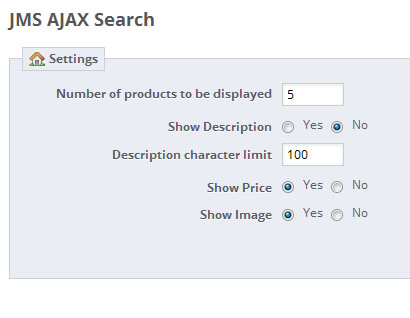 JMS AJAX Search
Settings
Number of products to be displayed 5
Show Description Yes No
Description character limit 100
Show Price Yes No
Show Image Yes No